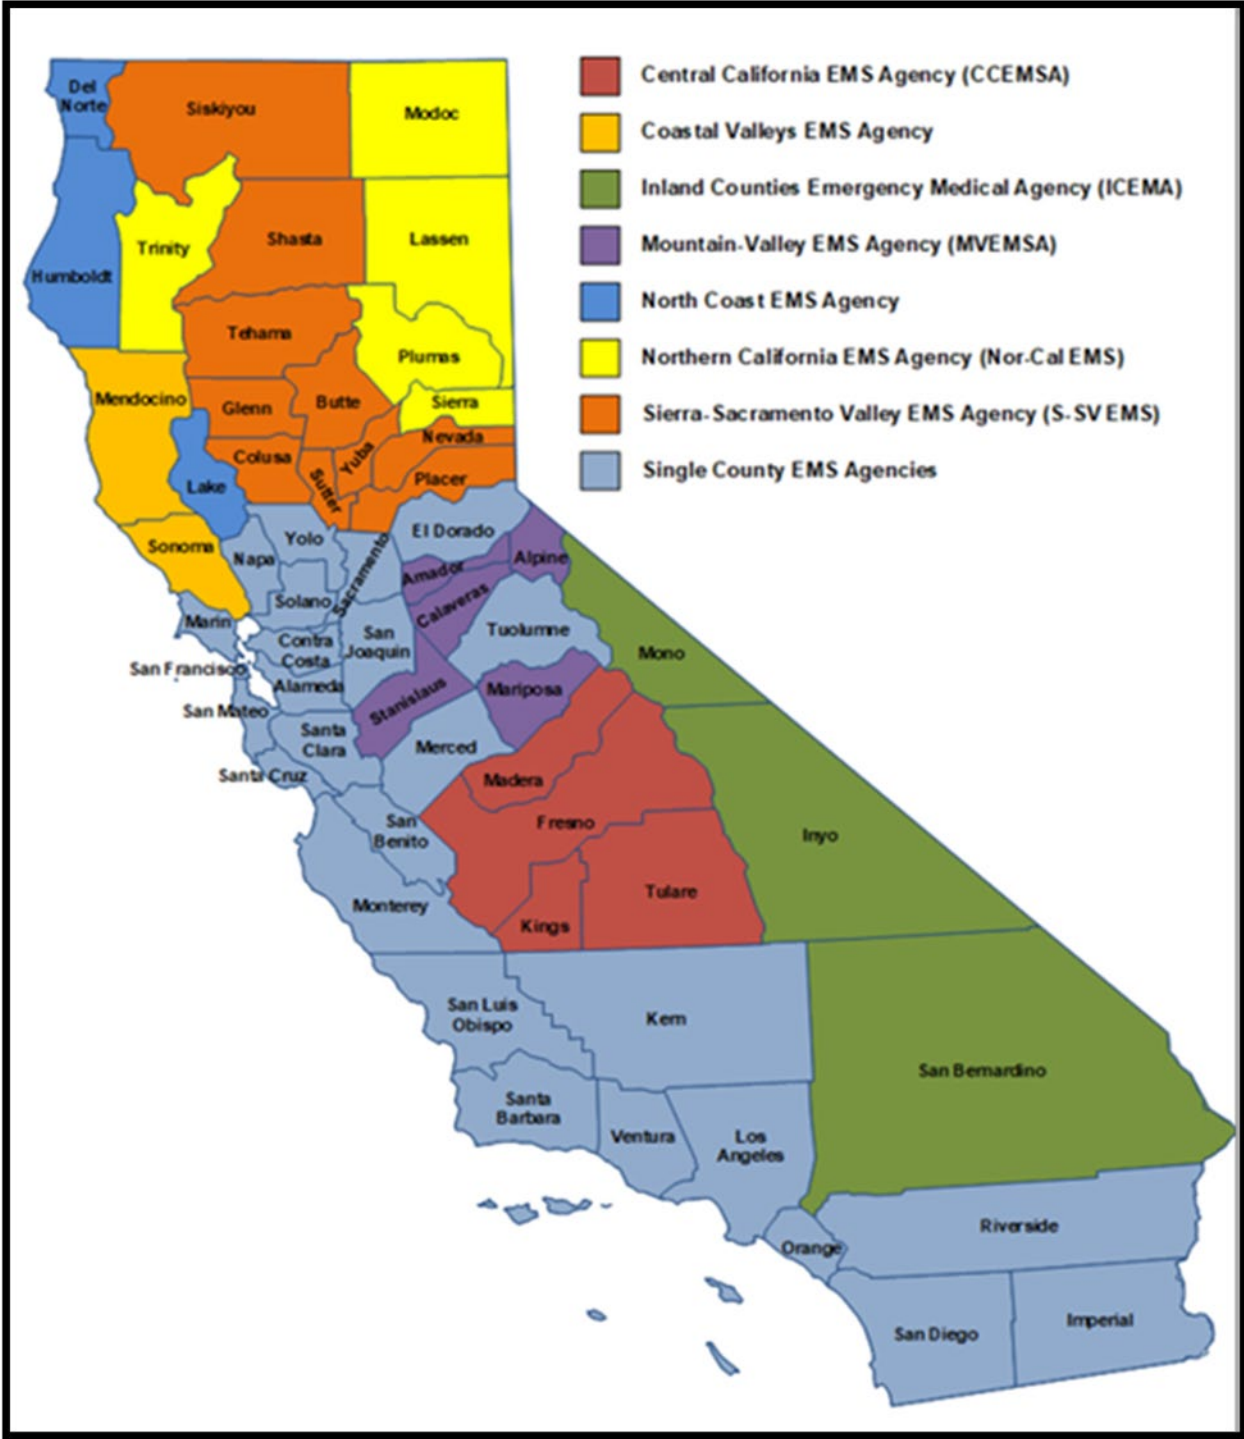 Central California EMS Agency (CCEMSA)
Coastal Valleys EMS Agency
Inland Counties Emergency Medical Agency (ICEMA)
Mountain-Valley EMS Agency (MVEMSA)
North Coast EMS Agency
Northern California EMS Agency (Nor-Cal EMS)
Sierra-Sacramento Valley EMS Agency (S-SV EMS)
Single County EMS Agencies
Del
Norte
Siskiyou
Modoc
Humboldt
Trinity
Shasta
Lassen
Tehama
Plumas
Mendocino
Glenn
Butte
Sierra
Lake
Colusa
Sutter
Yuba
Nevada
Placer
Sonoma
Napa
Yolo
Sacramento
El Dorado
Solano
Amador
Alpine
Calaveras
Marin
Contra
Costa
San
Joaquin
Tuolumne
Mono
San Francisco
Alameda
Stanislaus
Mariposa
San Mateo
Santa
Clara
Merced
Santa Cruz
Madera
San
Benito
Fresno
Inyo
Monterey
Kings
Tulare
San Luis
Obispo
Kern
San Bernardino
Santa
Barbara
Ventura
Los
Angeles
Orange
Riverside
San Diego
Imperial